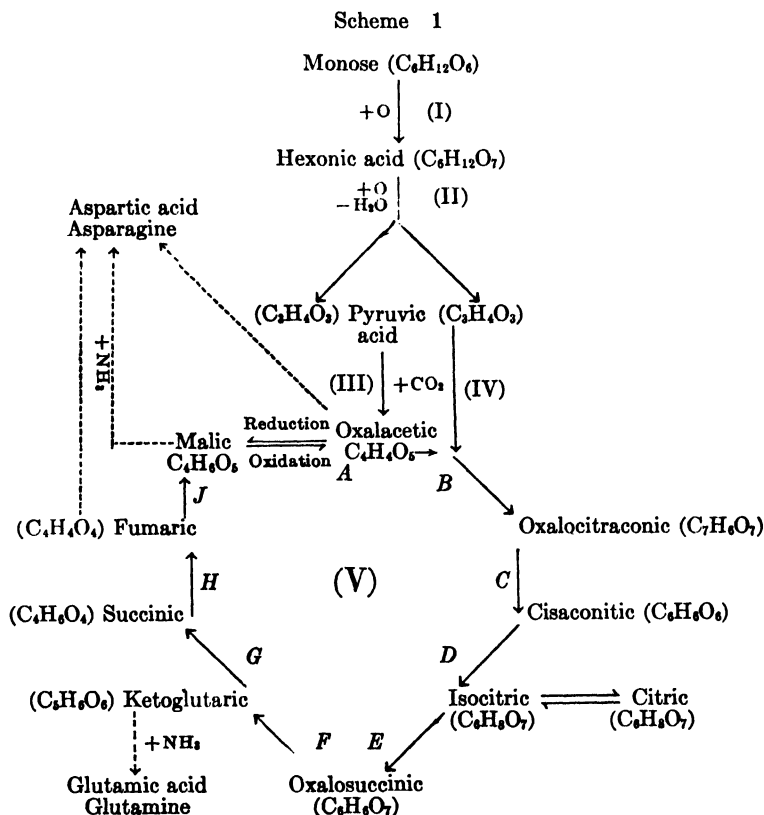 Scheme 1
Monose (C₆H₁₂O₆)
+O (I)
Hexonic acid (C₆H₁₂O₇)
+O
−H₂O (II)
Aspartic acid
Asparagine
(C₃H₄O₃) Pyruvic (C₃H₄O₃)
acid
+NH₃
(III) +CO₂ (IV)
Reduction Oxalacetic
Malic C₄H₄O₅
C₄H₆O₅ Oxidation A B
J
(C₄H₄O₄) Fumaric
Oxalocitraconic (C₇H₆O₇)
H (V) C
(C₄H₆O₄) Succinic
Cisaconitic (C₆H₆O₆)
G D
(C₅H₆O₅) Ketoglutaric
Isocitric Citric
(C₆H₈O₇) (C₆H₈O₇)
+NH₃ F E
Glutamic acid Oxalosuccinic
Glutamine (C₆H₆O₇)